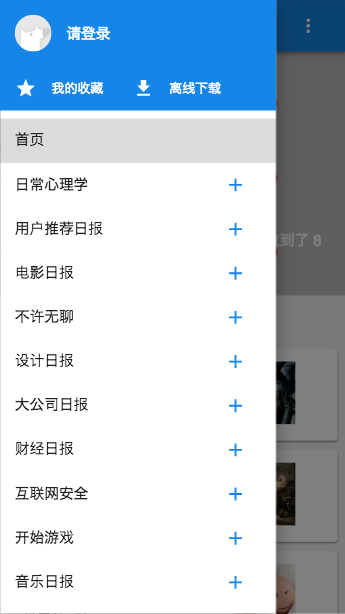 请登录
我的收藏 离线下载
到了 8
首页
日常心理学
用户推荐日报
电影日报
不许无聊
设计日报
大公司日报
财经日报
互联网安全
开始游戏
音乐日报